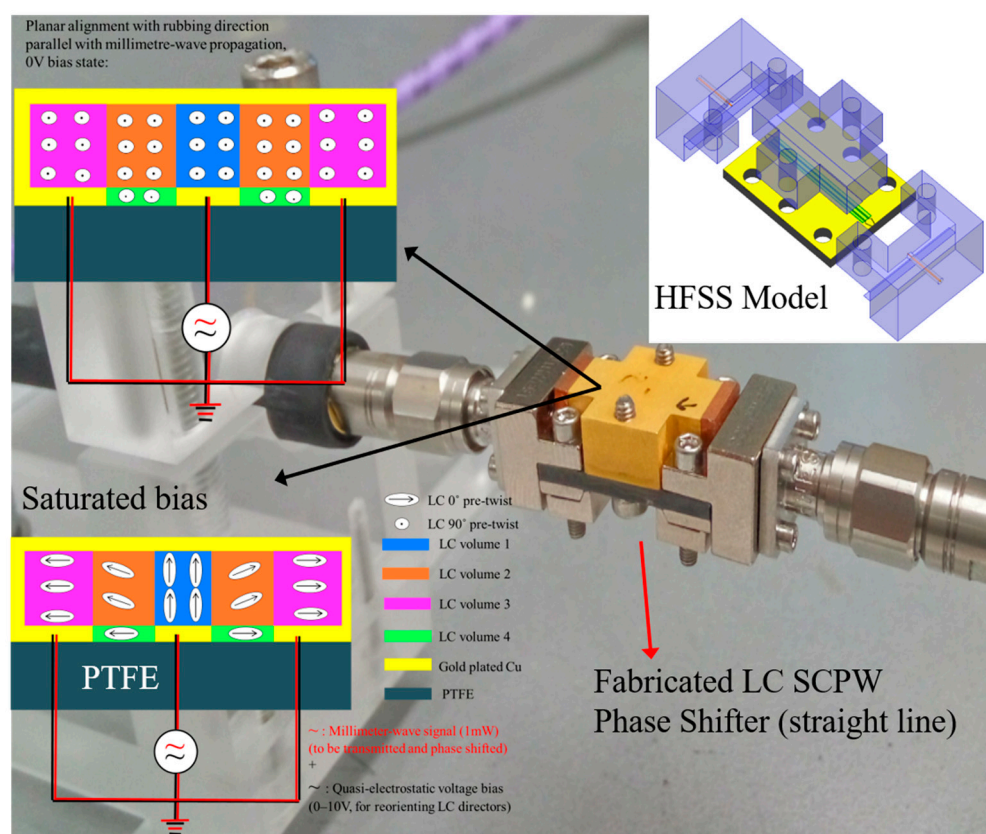 Planar alignment with rubbing direction
parallel with millimetre-wave propagation,
0V bias state:
HFSS Model
Saturated bias
LC 0° pre-twist
LC 90° pre-twist
LC volume 1
LC volume 2
LC volume 3
LC volume 4
Gold plated Cu
PTFE
PTFE
~ : Millimeter-wave signal (1mW)
(to be transmitted and phase shifted)
+
~ : Quasi-electrostatic voltage bias
(0–10V, for reorienting LC directors)
Fabricated LC SCPW
Phase Shifter (straight line)